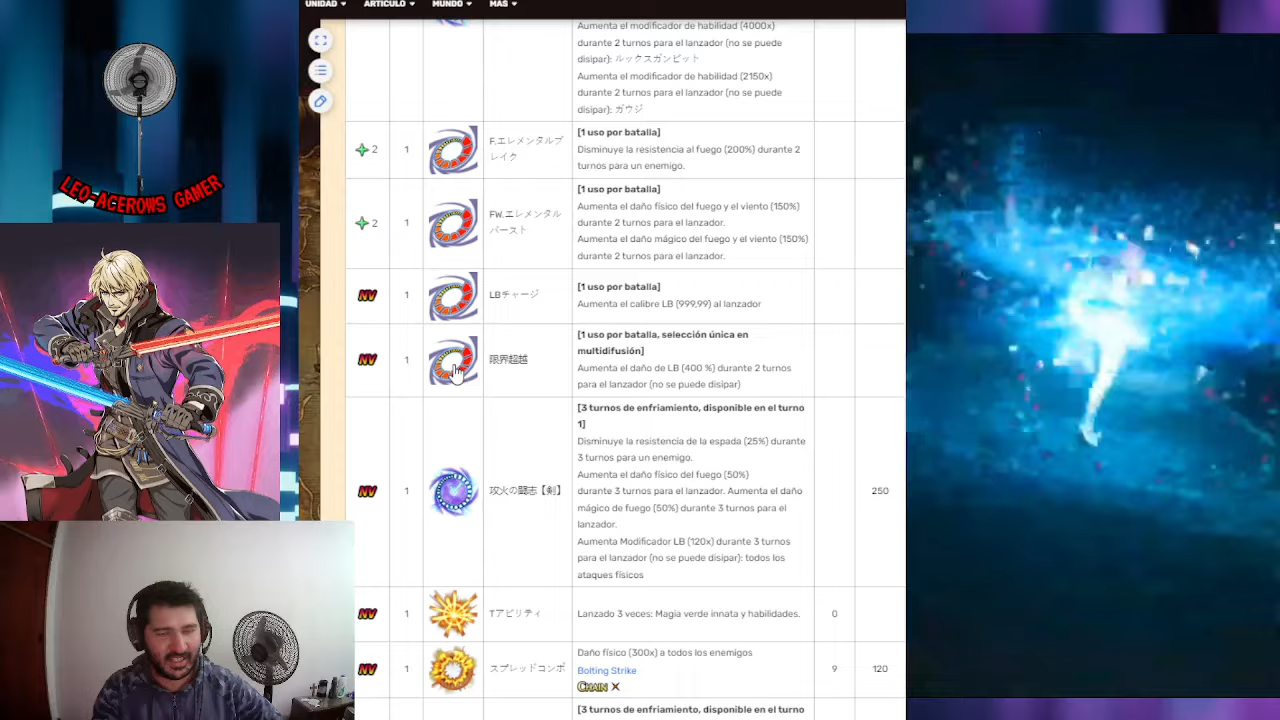 UNIDAD ARTÍCULO MUNDO MÁS
LEO-ACEROWS GAMER
Aumenta el modificador de habilidad (4000x)
durante 2 turnos para el lanzador (no se puede
disipar): ルックスガンビット
Aumenta el modificador de habilidad (2150x)
durante 2 turnos para el lanzador (no se puede
disipar): ガウジ
2 1 F.エレメンタルブ
レイク
[1 uso por batalla]
Disminuye la resistencia al fuego (200%) durante 2
turnos para un enemigo.
2 1 FW.エレメンタル
バースト
[1 uso por batalla]
Aumenta el daño físico del fuego y el viento (150%)
durante 2 turnos para el lanzador.
Aumenta el daño mágico del fuego y el viento (150%)
durante 2 turnos para el lanzador.
NV 1 LBチャージ
[1 uso por batalla]
Aumenta el calibre LB (999,99) al lanzador
NV 1 限界超越
[1 uso por batalla, selección única en
multidifusión]
Aumenta el daño de LB (400 %) durante 2 turnos
para el lanzador (no se puede disipar)
NV 1 攻火の闘志【剣】
[3 turnos de enfriamiento, disponible en el turno
1]
Disminuye la resistencia de la espada (25%) durante
3 turnos para un enemigo.
Aumenta el daño físico del fuego (50%)
durante 3 turnos para el lanzador. Aumenta el daño
mágico de fuego (50%) durante 3 turnos para el
lanzador.
Aumenta Modificador LB (120x) durante 3 turnos
para el lanzador (no se puede disipar): todos los
ataques físicos
250
NV 1 Tアビリティ
Lanzado 3 veces: Magia verde innata y habilidades.
0
NV 1 スプレッドコンボ
Daño físico (300x) a todos los enemigos
Bolting Strike
CHAIN
9 120
[3 turnos de enfriamiento, disponible en el turno